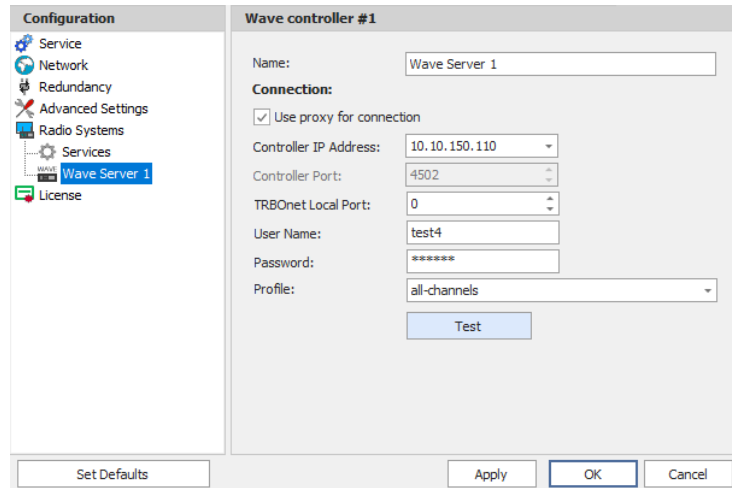 Configuration
Service
Network
Redundancy
Advanced Settings
Radio Systems
Services
WAVE Wave Server 1
License
Wave controller #1
Name: Wave Server 1
Connection:
Use proxy for connection
Controller IP Address: 10.10.150.110
Controller Port: 4502
TRBOnet Local Port: 0
User Name: test4
Password: ******
Profile: all-channels
Test
Set Defaults Apply OK Cancel